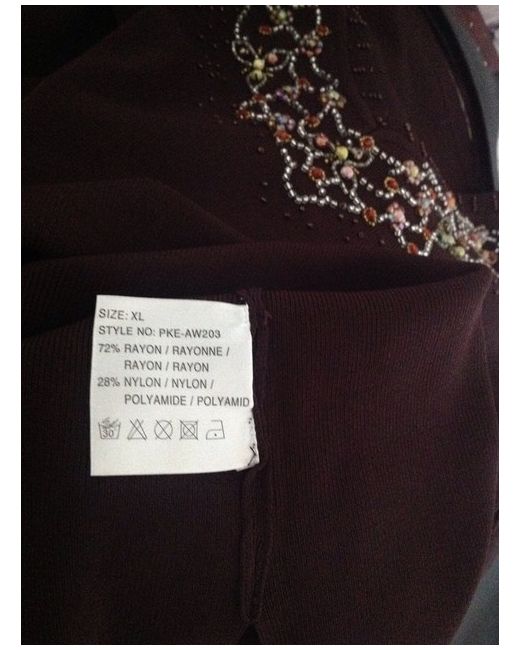 SIZE: XL
STYLE NO: PKE-AW203
72% RAYON / RAYONNE /
RAYON / RAYON
28% NYLON / NYLON /
POLYAMIDE / POLYAMID
30